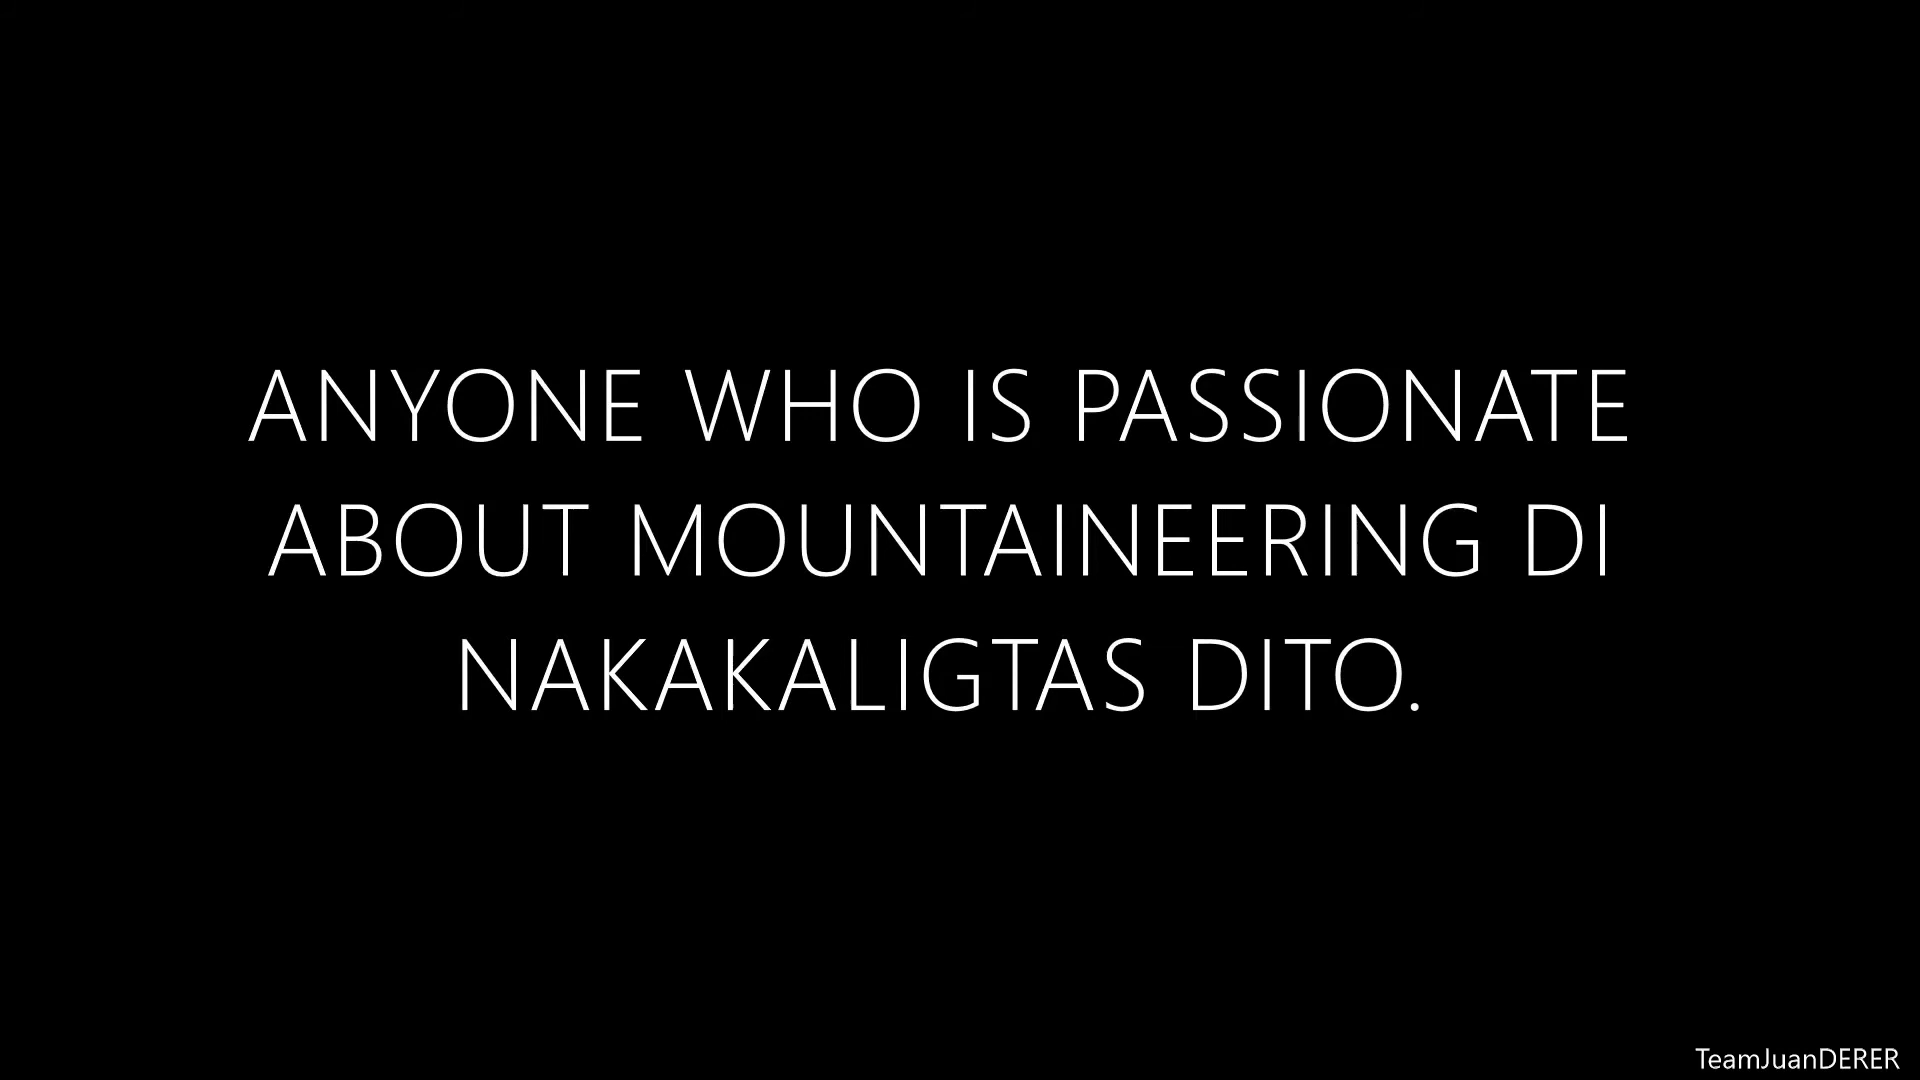 ANYONE WHO IS PASSIONATE
ABOUT MOUNTAINEERING DI
NAKAKALIGTAS DITO.
TeamJuanDERER